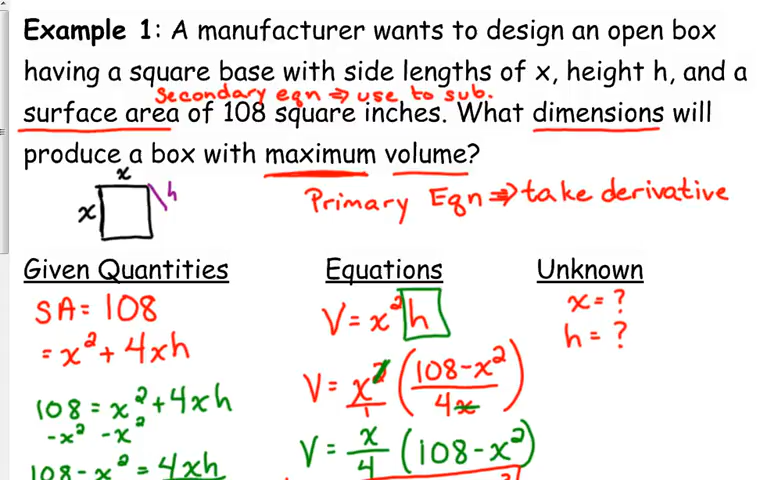 Example 1: A manufacturer wants to design an open box
having a square base with side lengths of x, height h, and a
Secondary eqn ⇒ use to sub.
surface area of 108 square inches. What dimensions will
produce a box with maximum volume?
x
h
x
Primary Eqn ⇒ take derivative
Given Quantities
SA = 108
= x² + 4xh
108 = x² + 4xh
-x² -x²
108 - x² = 4xh
Equations
V = x² h
V = x²/1 (108-x²/4x)
V = x/4 (108-x²)
Unknown
x = ?
h = ?